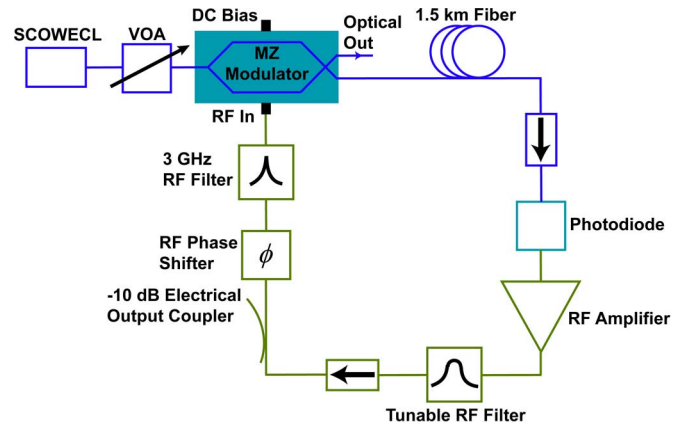 SCOWECL
VOA
DC Bias
MZ
Modulator
Optical
Out
1.5 km Fiber
RF In
3 GHz
RF Filter
Photodiode
RF Phase
Shifter
ϕ
-10 dB Electrical
Output Coupler
RF Amplifier
Tunable RF Filter